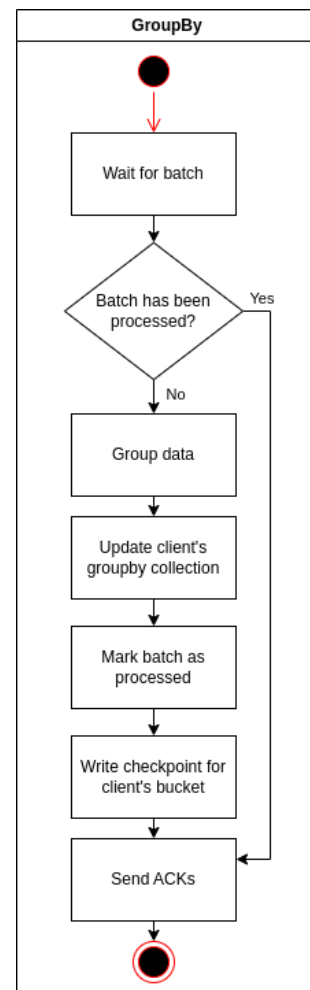 GroupBy
Wait for batch
Batch has been
processed?
Yes
No
Group data
Update client's
groupby collection
Mark batch as
processed
Write checkpoint for
client's bucket
Send ACKs